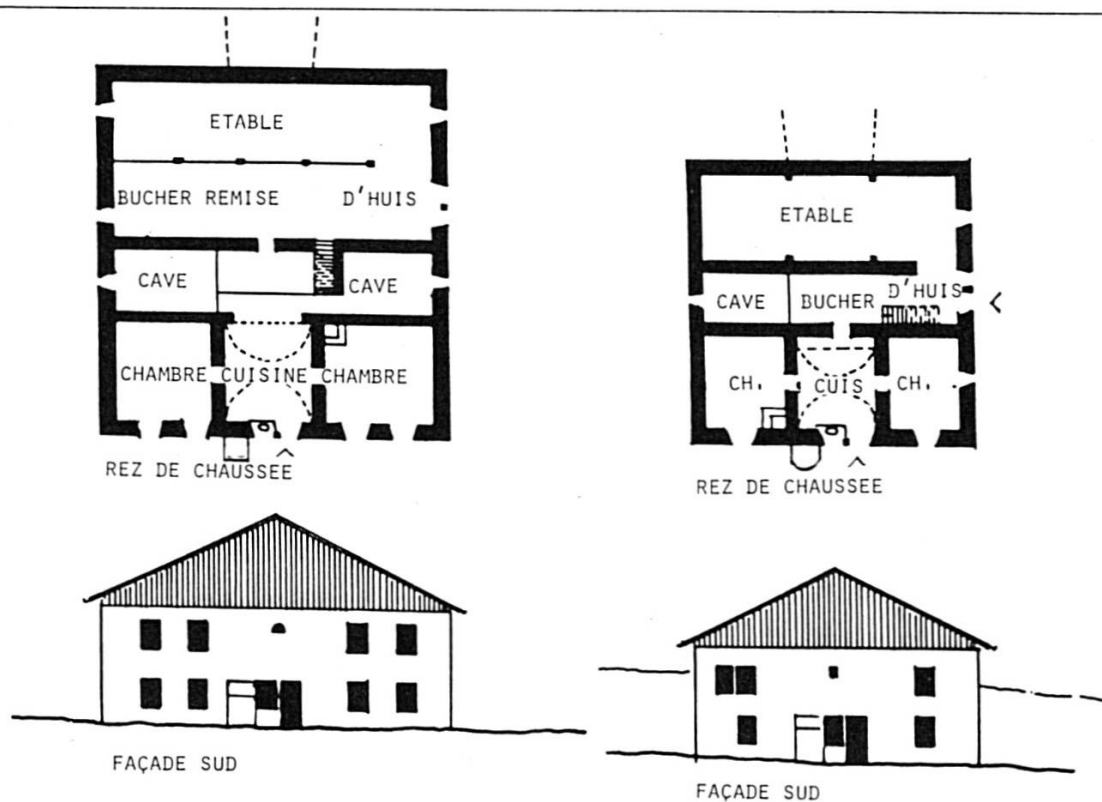 ETABLE
BUCHER REMISE D'HUIS
CAVE CAVE
CHAMBRE CUISINE CHAMBRE
REZ DE CHAUSSEE
FAÇADE SUD
ETABLE
D'HUIS
CAVE BUCHER
CH. CUIS CH.
REZ DE CHAUSSEE
FAÇADE SUD